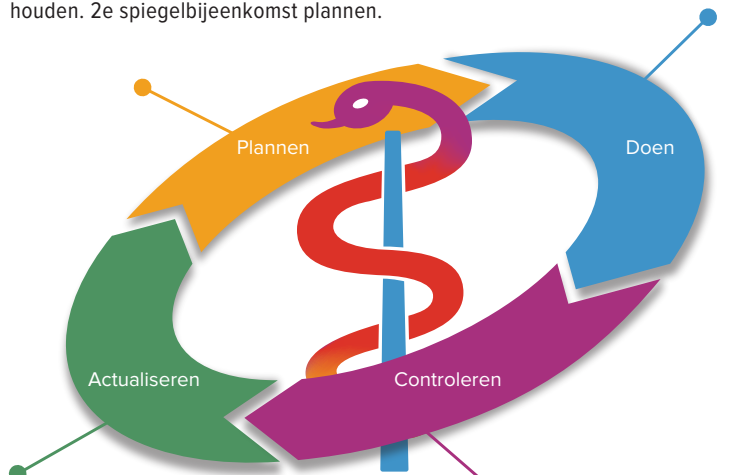 houden. 2e spiegelbijeenkomst plannen.
Plannen
Doen
Actualiseren
Controleren